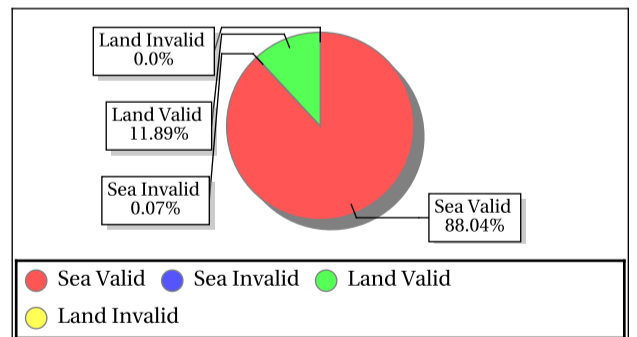 Land Invalid
0.0%
Land Valid
11.89%
Sea Invalid
0.07%
Sea Valid
88.04%
Sea Valid Sea Invalid Land Valid
Land Invalid